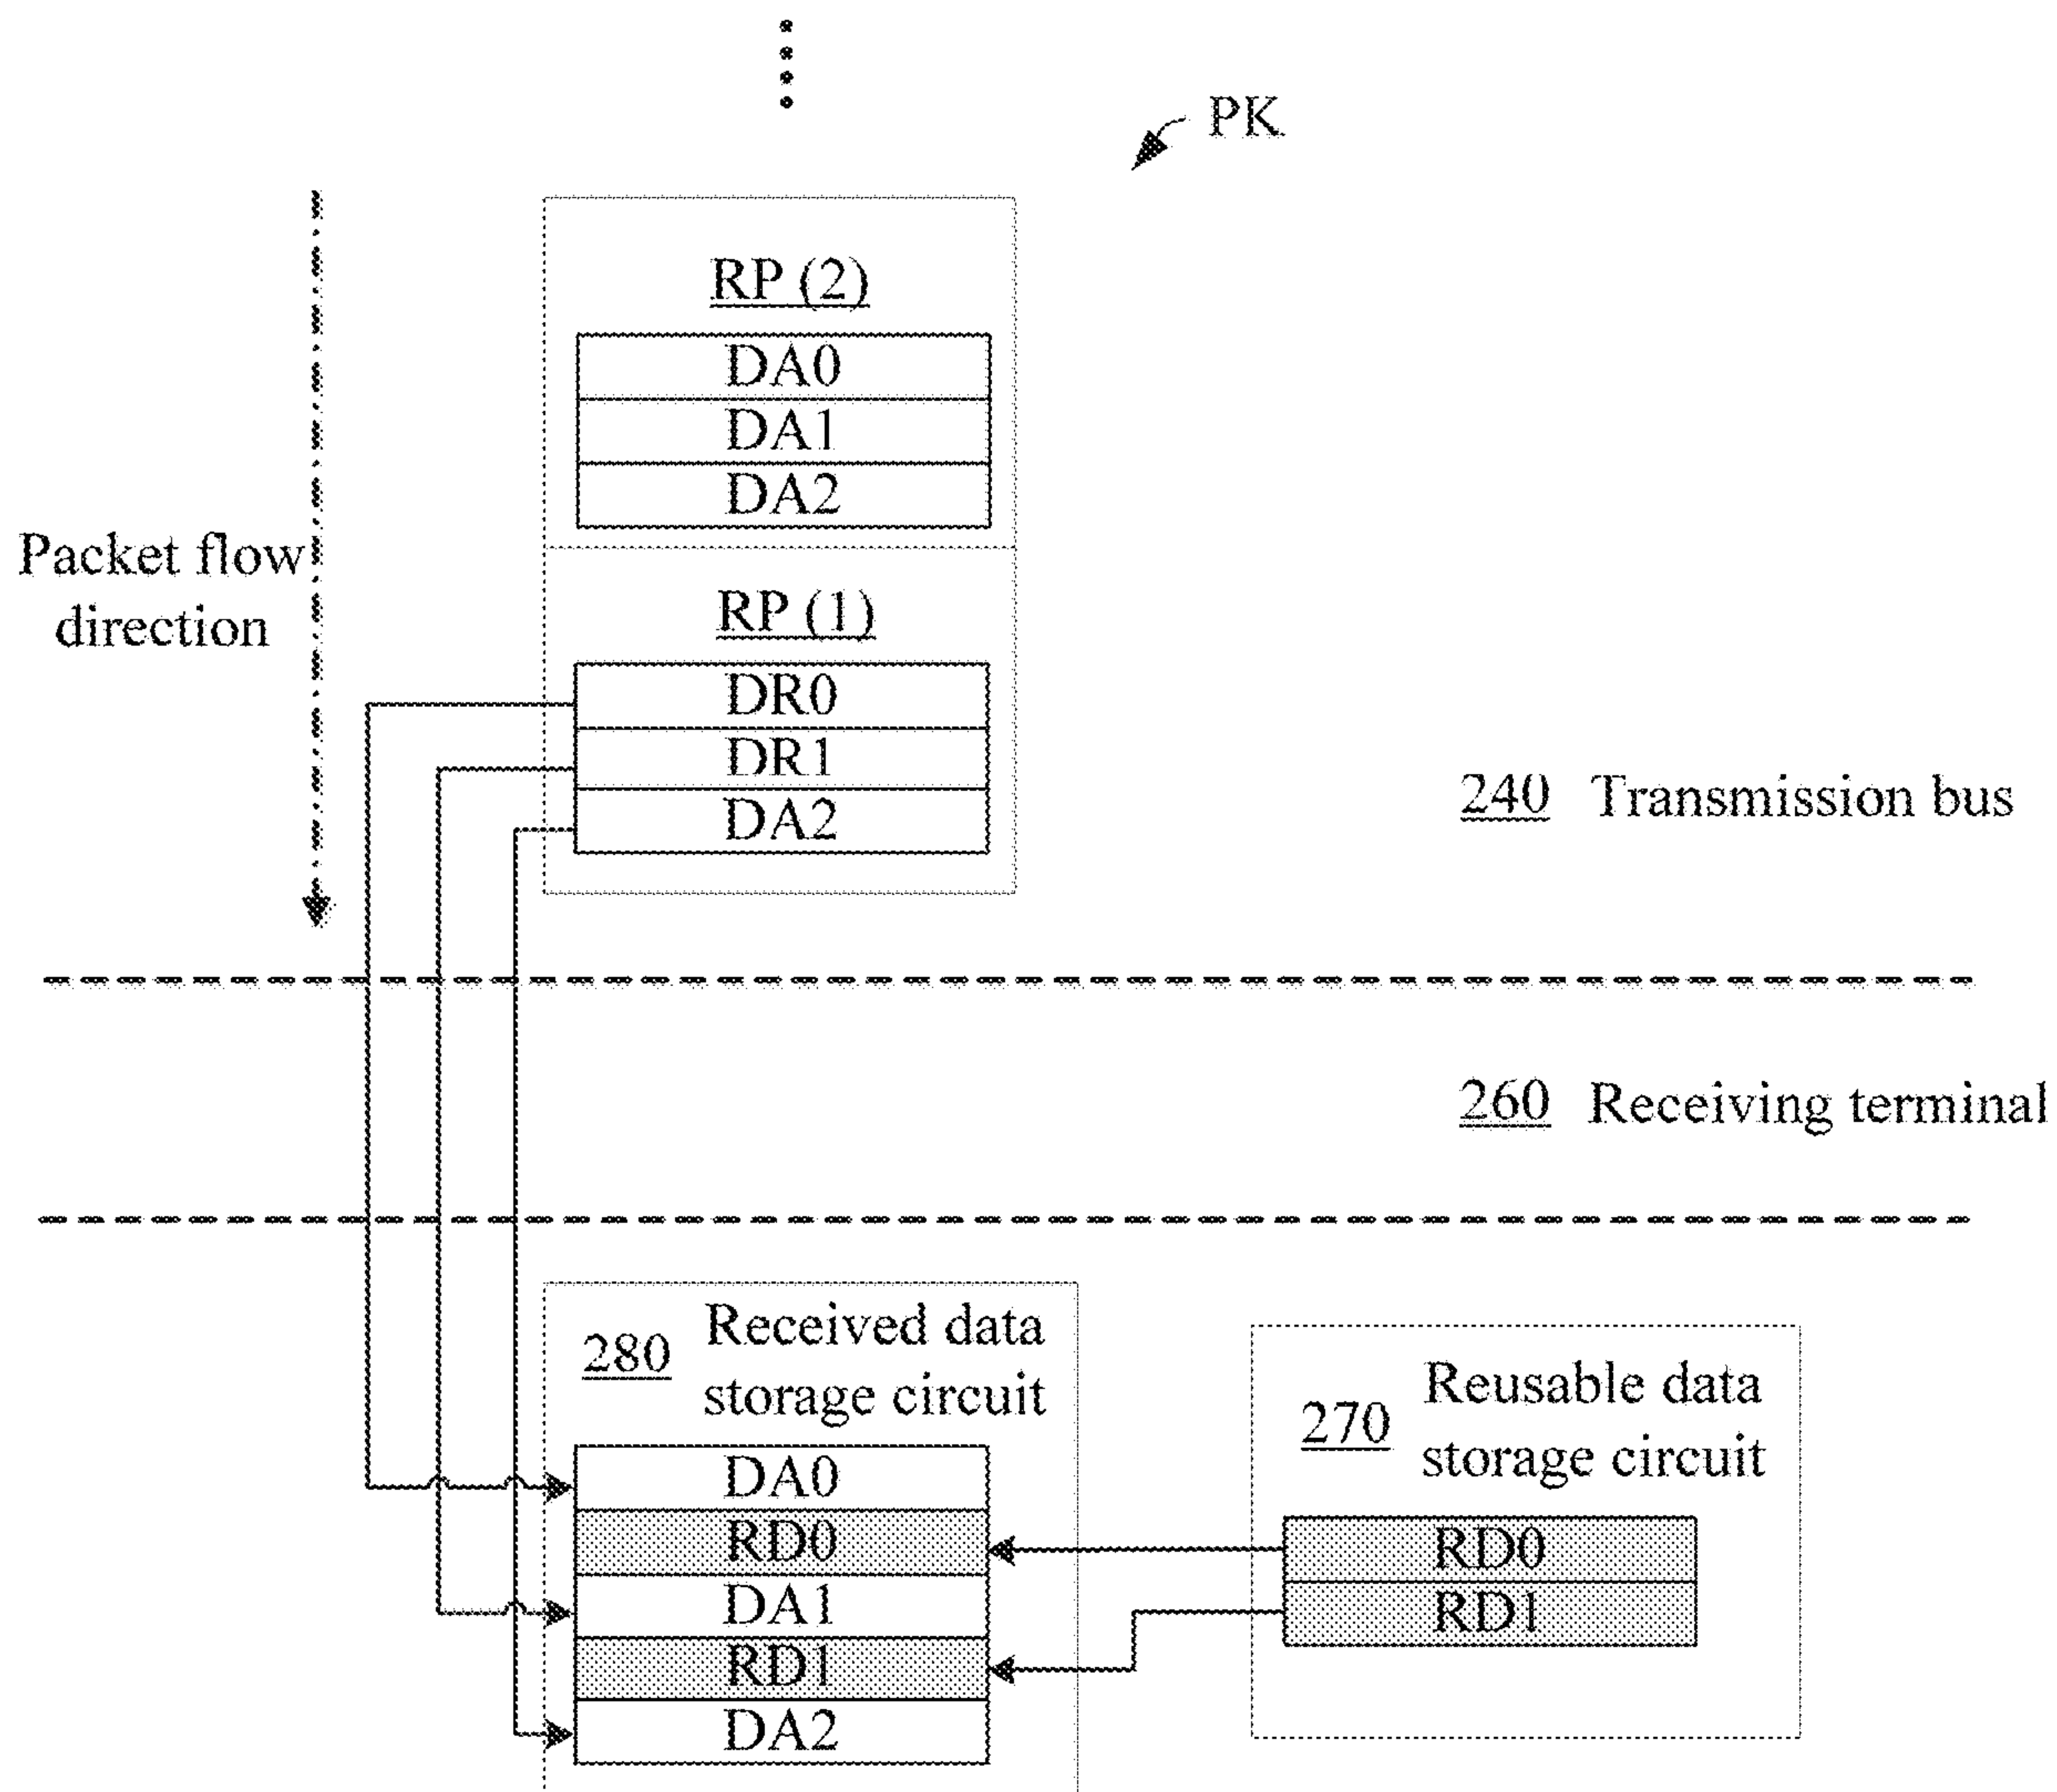 PK
RP (2)
DA0
DA1
DA2
Packet flow
direction
RP (1)
DR0
DR1
DA2
240 Transmission bus
260 Receiving terminal
280 Received data
storage circuit
DA0
RD0
DA1
RD1
DA2
270 Reusable data
storage circuit
RD0
RD1